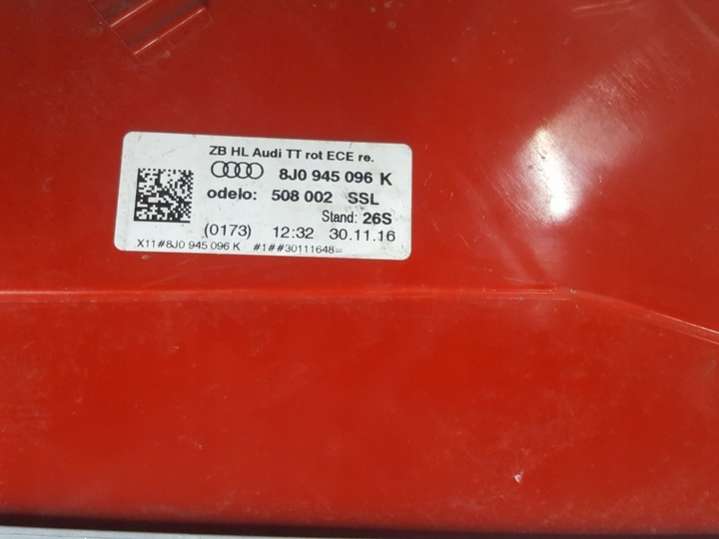 ZB HL Audi TT rot ECE re.
8J0 945 096 K
odelo: 508 002 SSL
Stand: 26S
(0173) 12:32 30.11.16
X11#8J0 945 096 K #1##30111648=